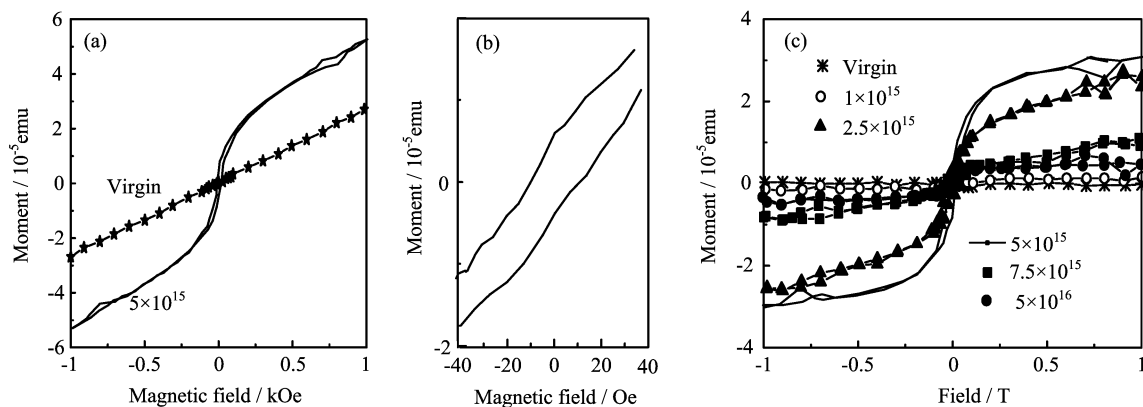 (a)
6
4
2
0
-2
-4
-6
Moment / 10⁻⁵emu
Virgin
5×10¹⁵
-1 -0.5 0 0.5 1
Magnetic field / kOe
(b)
0
-2
Moment / 10⁻⁵emu
-40 -20 0 20 40
Magnetic field / Oe
(c)
4
2
0
-2
-4
Moment / 10⁻⁵emu
Virgin
1×10¹⁵
2.5×10¹⁵
5×10¹⁵
7.5×10¹⁵
5×10¹⁶
-1 -0.5 0 0.5 1
Field / T